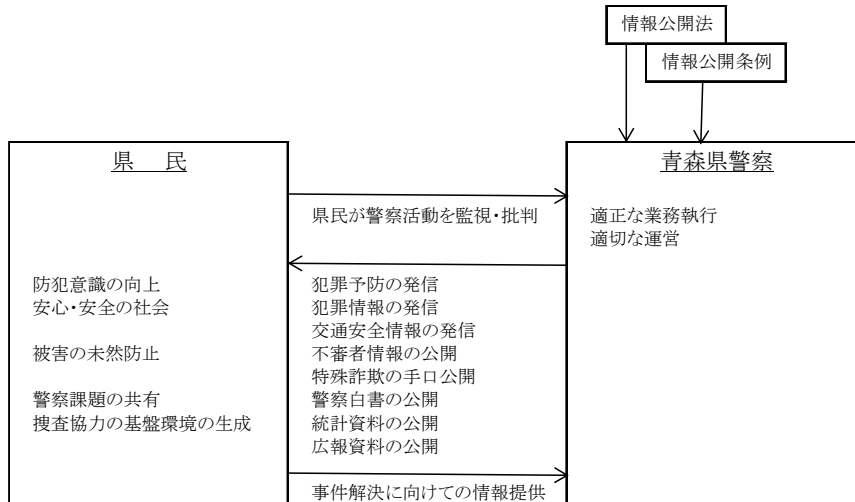 情報公開法
情報公開条例
県　民
青森県警察
県民が警察活動を監視・批判
適正な業務執行
適切な運営
防犯意識の向上
安心・安全の社会
被害の未然防止
警察課題の共有
捜査協力の基盤環境の生成
犯罪予防の発信
犯罪情報の発信
交通安全情報の発信
不審者情報の公開
特殊詐欺の手口公開
警察白書の公開
統計資料の公開
広報資料の公開
事件解決に向けての情報提供